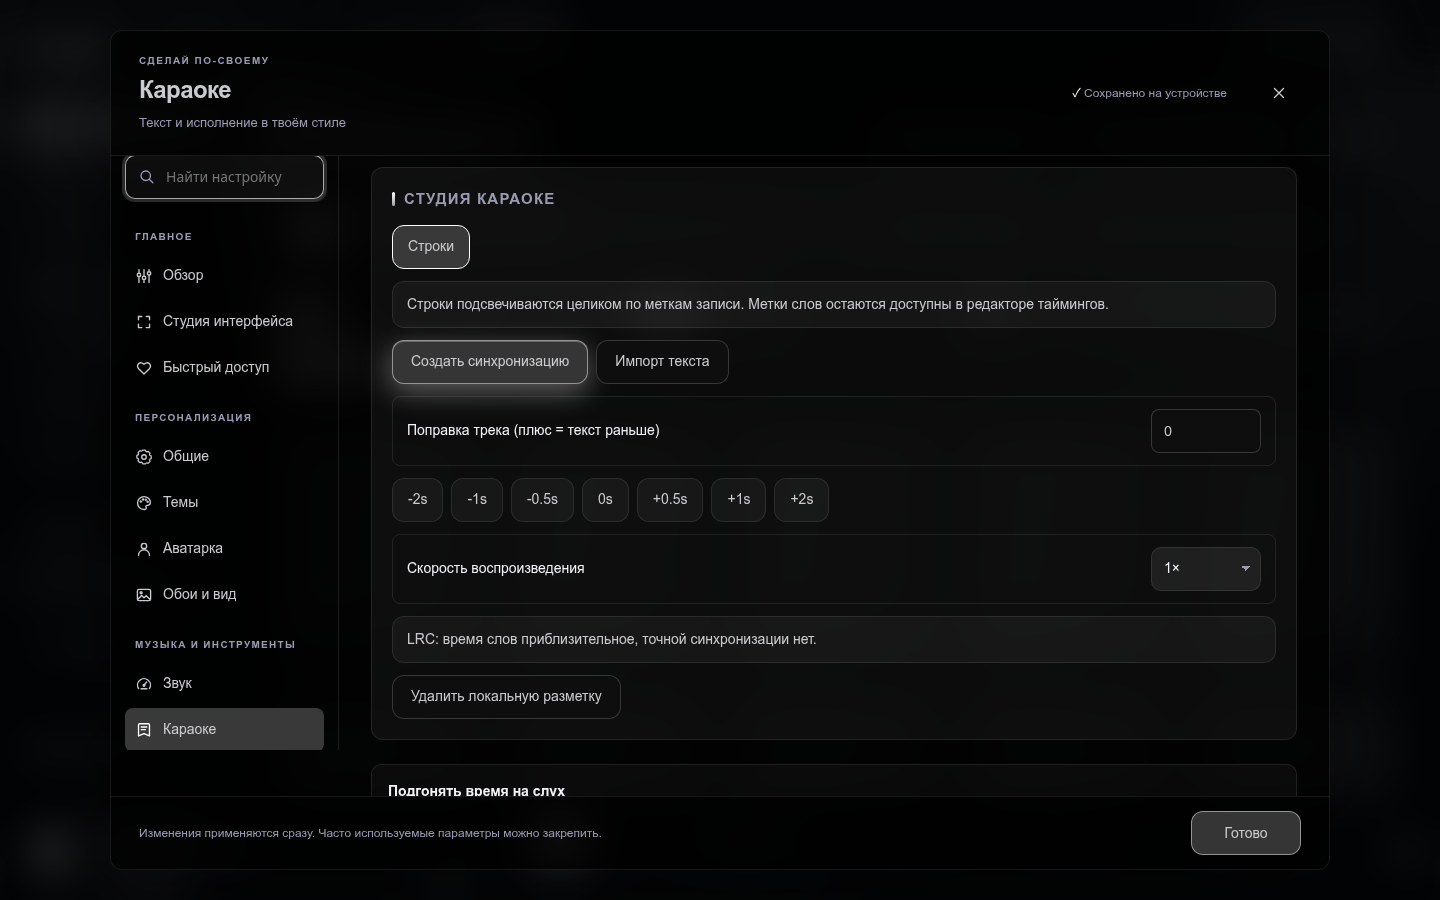 СДЕЛАЙ ПО-СВОЕМУ
Караоке
Текст и исполнение в твоём стиле
✓ Сохранено на устройстве
Найти настройку
ГЛАВНОЕ
Обзор
Студия интерфейса
Быстрый доступ
ПЕРСОНАЛИЗАЦИЯ
Общие
Темы
Аватарка
Обои и вид
МУЗЫКА И ИНСТРУМЕНТЫ
Звук
Караоке
СТУДИЯ КАРАОКЕ
Строки
Строки подсвечиваются целиком по меткам записи. Метки слов остаются доступны в редакторе таймингов.
Создать синхронизацию
Импорт текста
Поправка трека (плюс = текст раньше)
0
-2s
-1s
-0.5s
0s
+0.5s
+1s
+2s
Скорость воспроизведения
1×
LRC: время слов приблизительное, точной синхронизации нет.
Удалить локальную разметку
Подгонять время на слух
Изменения применяются сразу. Часто используемые параметры можно закрепить.
Готово